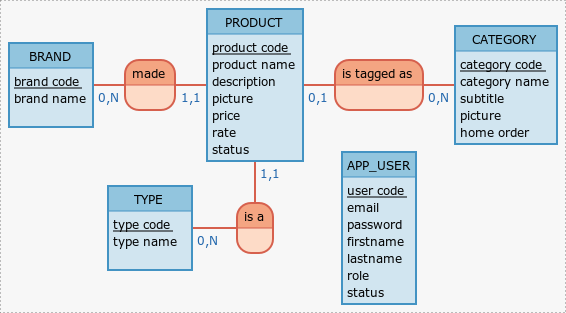 BRAND
brand code
brand name
0,N
made
1,1
PRODUCT
product code
product name
description
picture
price
rate
status
0,1
is tagged as
0,N
CATEGORY
category code
category name
subtitle
picture
home order
1,1
is a
0,N
TYPE
type code
type name
APP_USER
user code
email
password
firstname
lastname
role
status